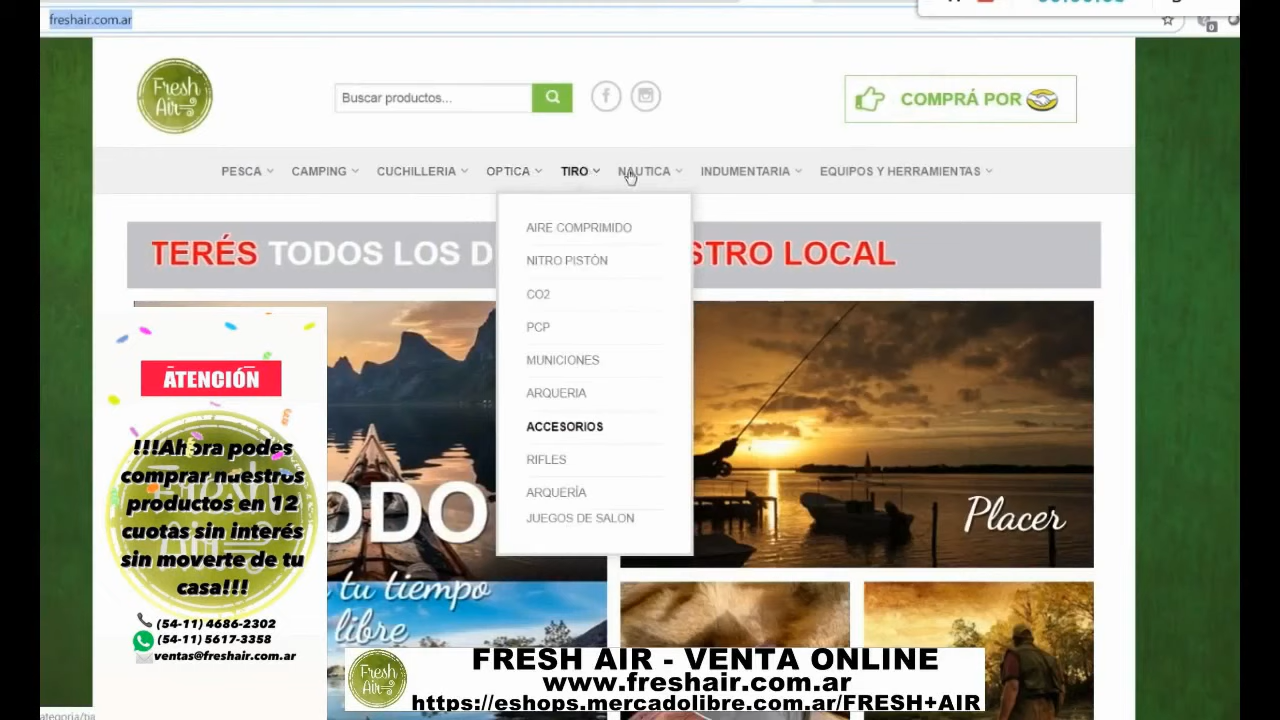 freshair.com.ar
0
Fresh
Air
Buscar productos...
COMPRÁ POR
PESCA
CAMPING
CUCHILLERIA
OPTICA
TIRO
NAUTICA
INDUMENTARIA
EQUIPOS Y HERRAMIENTAS
AIRE COMPRIMIDO
NITRO PISTÓN
CO2
PCP
MUNICIONES
ARQUERIA
ACCESORIOS
RIFLES
ARQUERÍA
JUEGOS DE SALON
TERÉS TODOS LOS D
STRO LOCAL
ODO
tu tiempo
libre
Placer
ATENCIÓN
!!!Ahora podes
comprar nuestros
productos en 12
cuotas sin interés
sin moverte de tu
casa!!!
(54-11) 4686-2302
(54-11) 5617-3358
ventas@freshair.com.ar
Fresh
Air
FRESH AIR - VENTA ONLINE
www.freshair.com.ar
https://eshops.mercadolibre.com.ar/FRESH+AIR